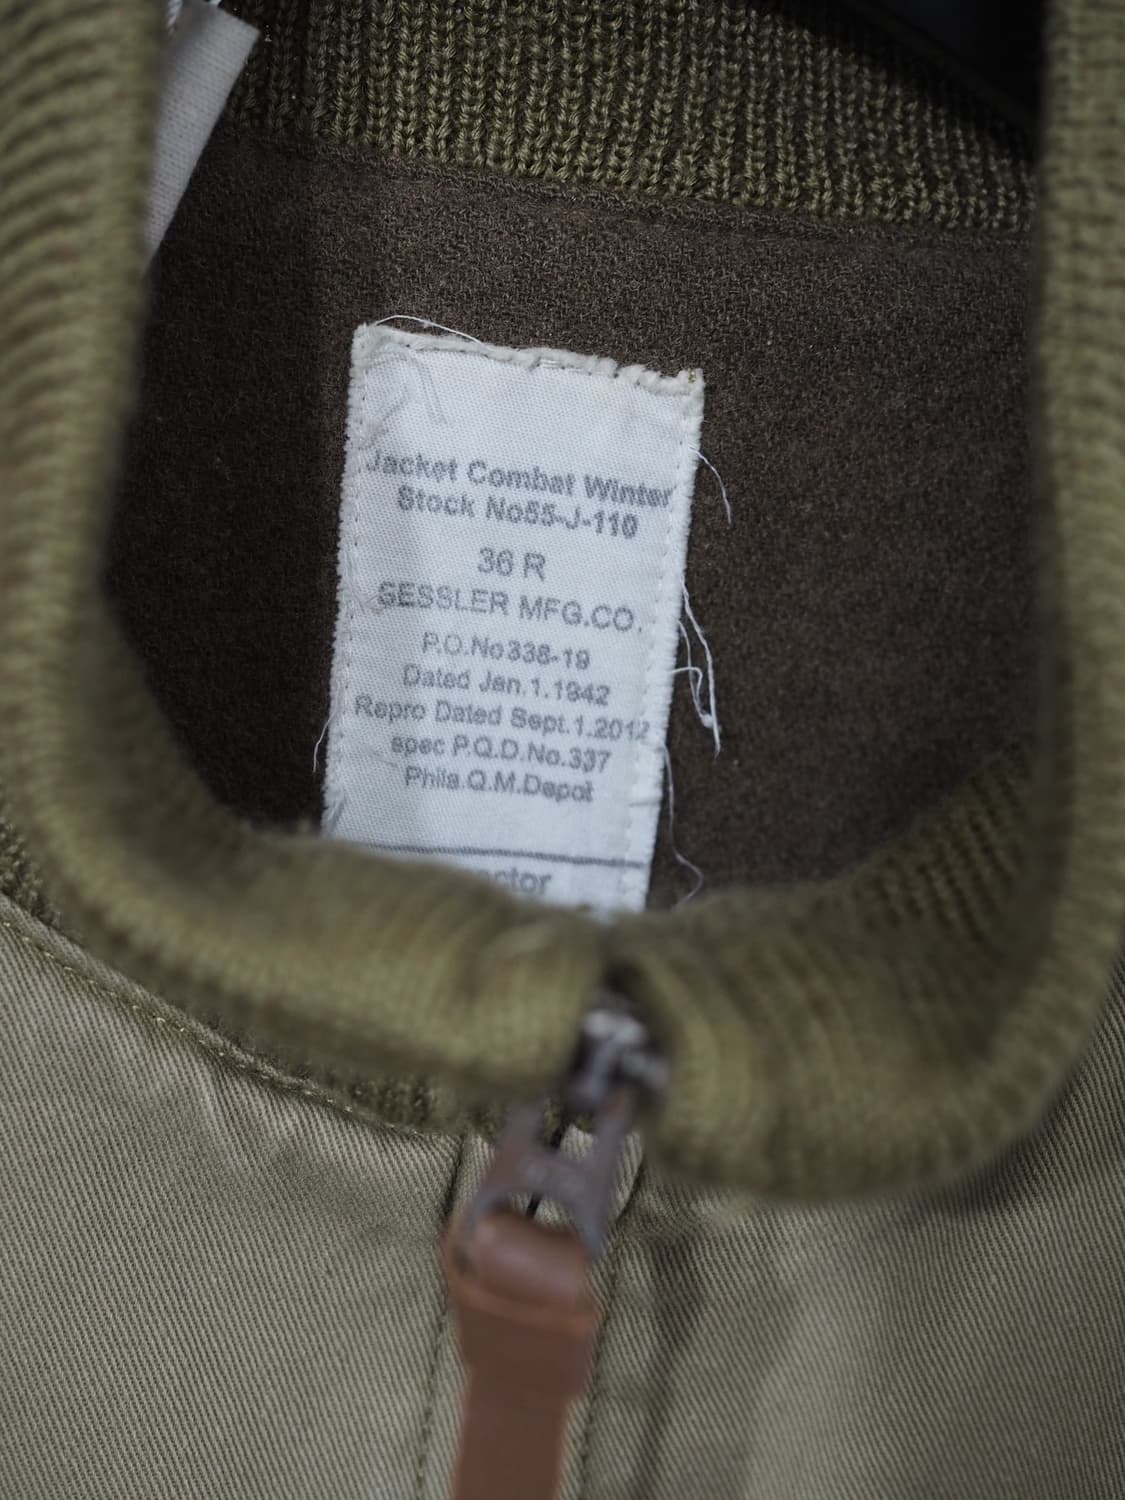 Jacket Combat Winter
Stock No55-J-110
36 R
GESSLER MFG.CO.
P.O.No338-19
Dated Jan.1.1942
Repro Dated Sept.1.2012
spec P.Q.D.No.337
Phila.Q.M.Depot